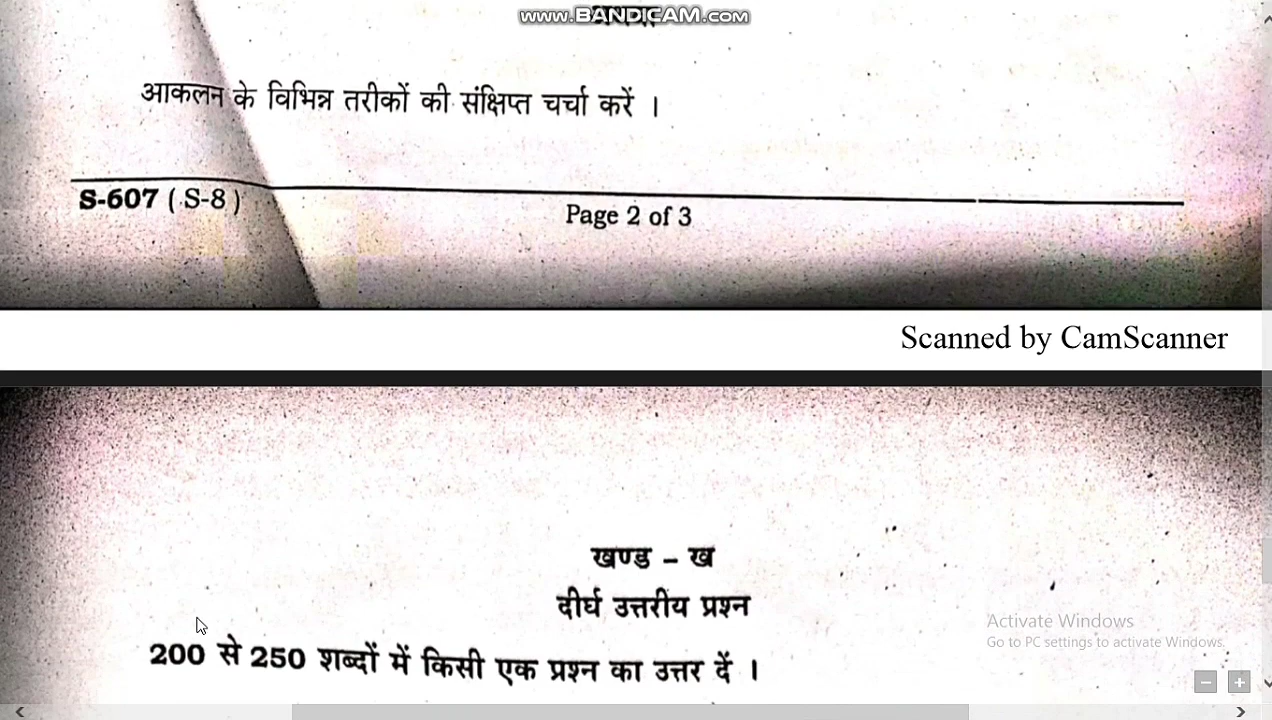 www.BANDICAM.com
आकलन के विभिन्न तरीकों की संक्षिप्त चर्चा करें ।
S-607 ( S-8 )
Page 2 of 3
Scanned by CamScanner
खण्ड – ख
दीर्घ उत्तरीय प्रश्न
200 से 250 शब्दों में किसी एक प्रश्न का उत्तर दें ।
Activate Windows
Go to PC settings to activate Windows.